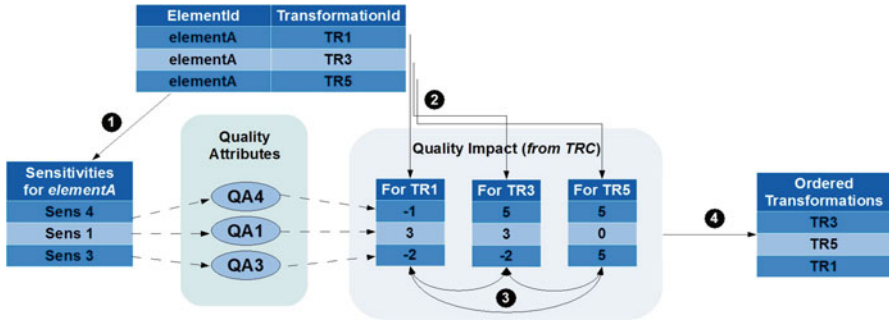 ElementId TransformationId
elementA TR1
elementA TR3
elementA TR5
1
2
Quality
Attributes
Quality Impact (from TRC)
Sensitivities
for elementA
Sens 4
Sens 1
Sens 3
QA4
QA1
QA3
For TR1 For TR3 For TR5
-1 5 5
3 3 0
-2 -2 5
3
4
Ordered
Transformations
TR3
TR5
TR1